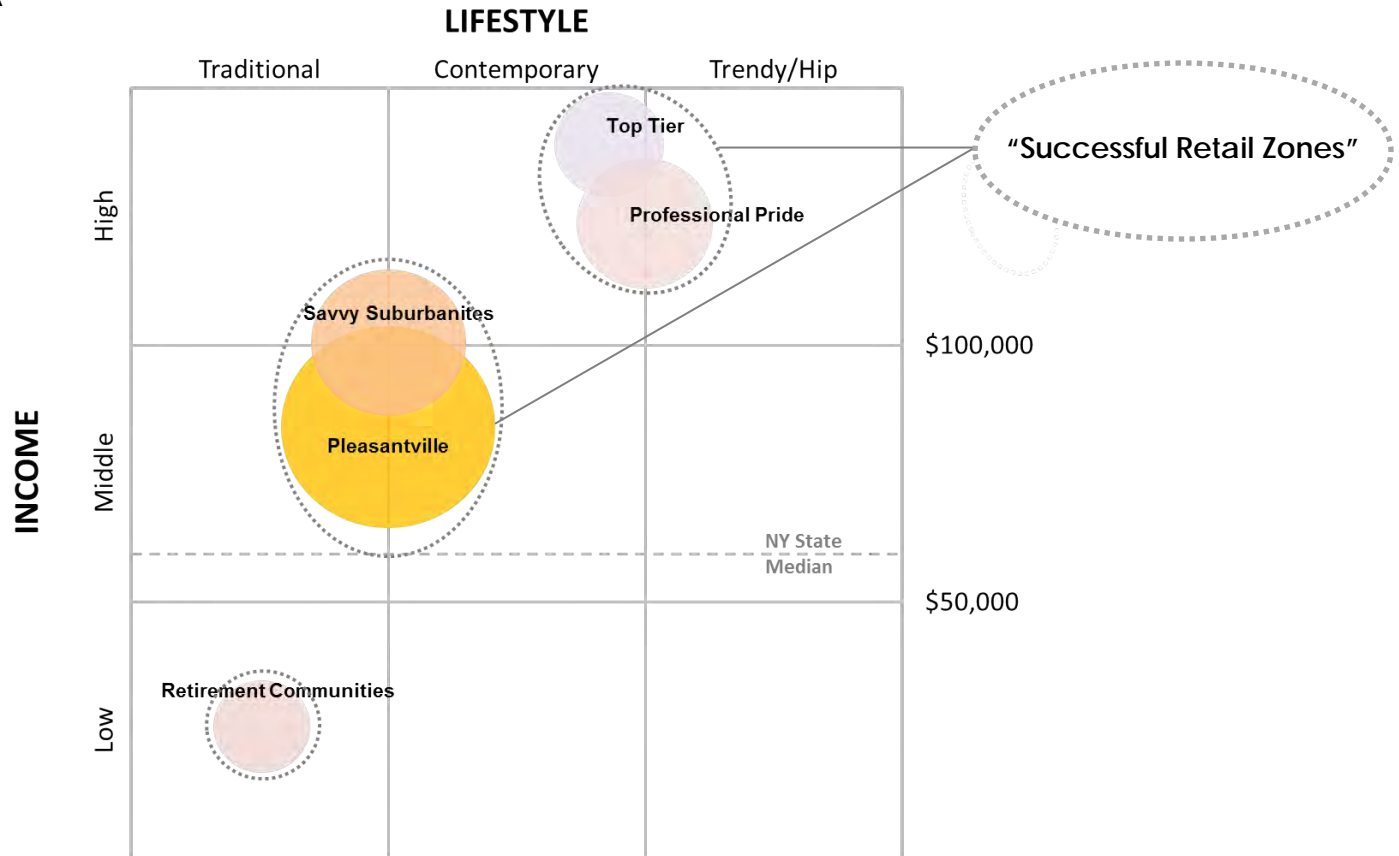 LIFESTYLE
Traditional
Contemporary
Trendy/Hip
Top Tier
“Successful Retail Zones”
High
Professional Pride
Savvy Suburbanites
$100,000
INCOME
Middle
Pleasantville
NY State
Median
$50,000
Retirement Communities
Low